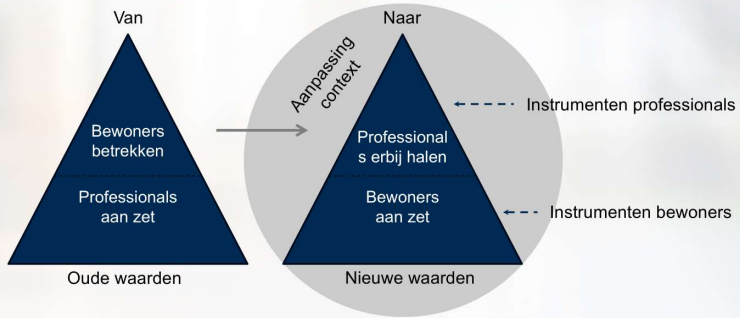 Van
Bewoners
betrekken
Professionals
aan zet
Oude waarden
Naar
Aanpassing
context
Professional
s erbij halen
Bewoners
aan zet
Nieuwe waarden
Instrumenten professionals
Instrumenten bewoners